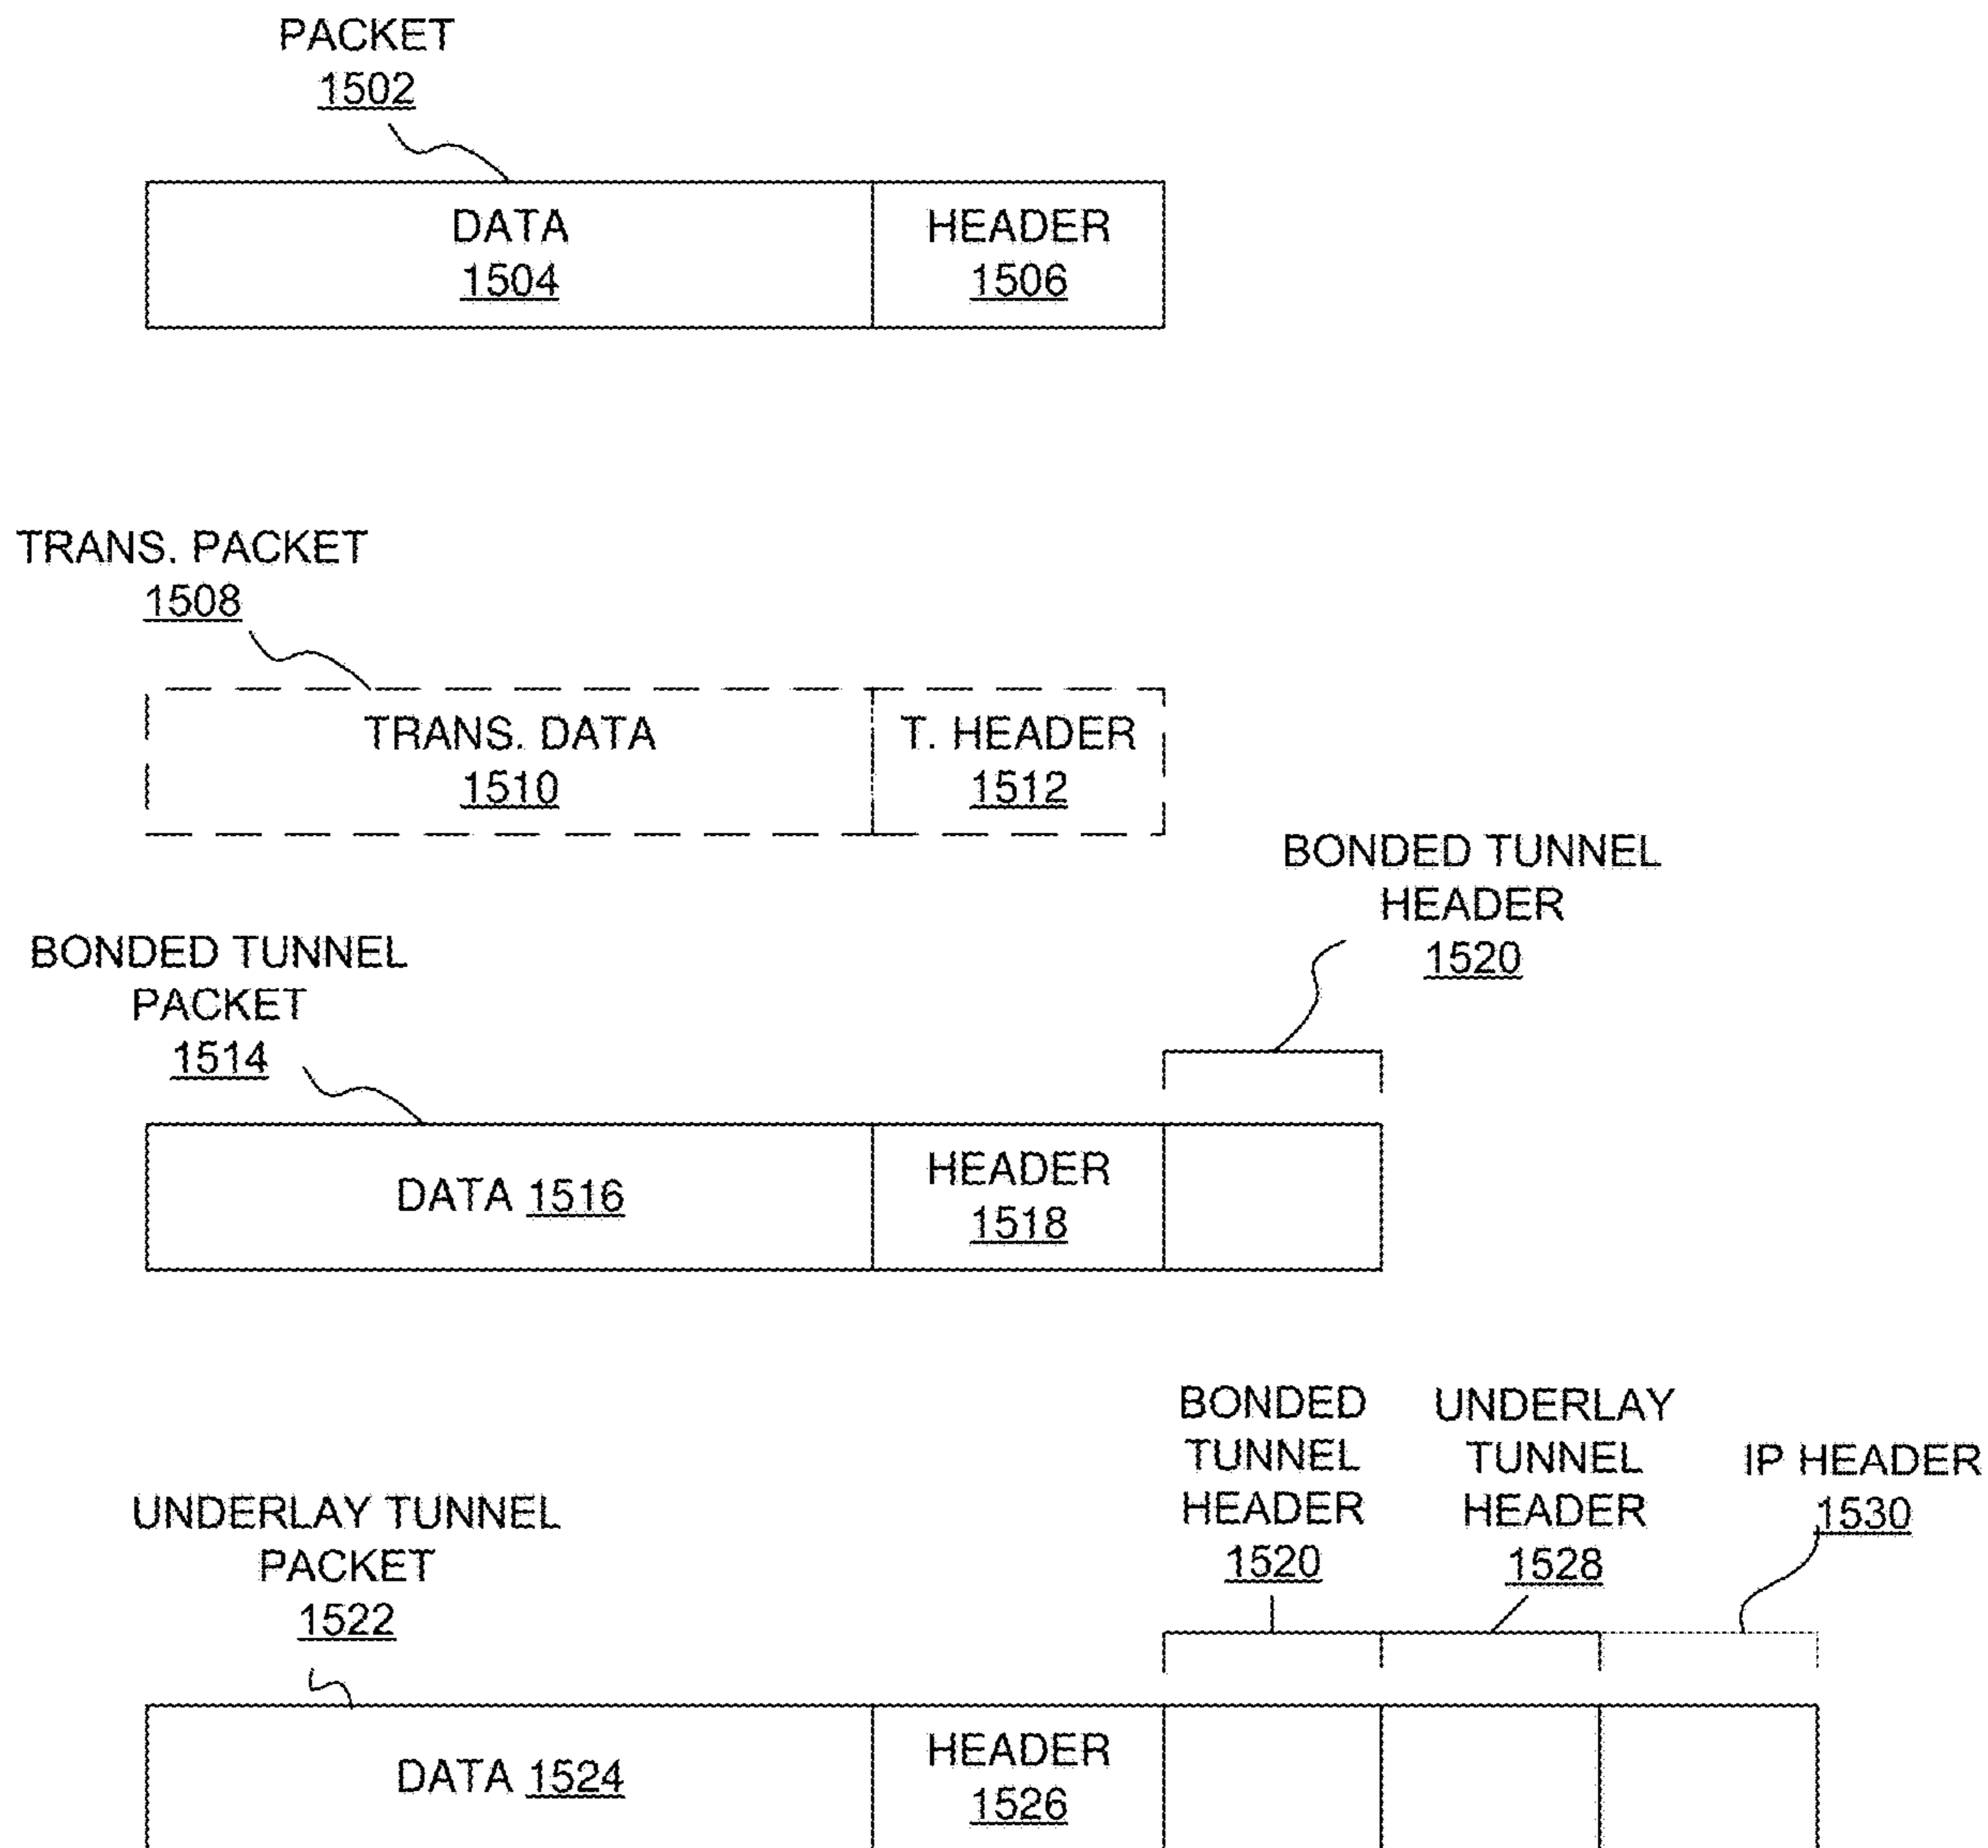 PACKET
1502
DATA
1504
HEADER
1506
TRANS. PACKET
1508
TRANS. DATA
1510
T. HEADER
1512
BONDED TUNNEL
HEADER
1520
BONDED TUNNEL
PACKET
1514
DATA 1516
HEADER
1518
BONDED
TUNNEL
HEADER
1520
UNDERLAY
TUNNEL
HEADER
1528
IP HEADER
1530
UNDERLAY TUNNEL
PACKET
1522
DATA 1524
HEADER
1526